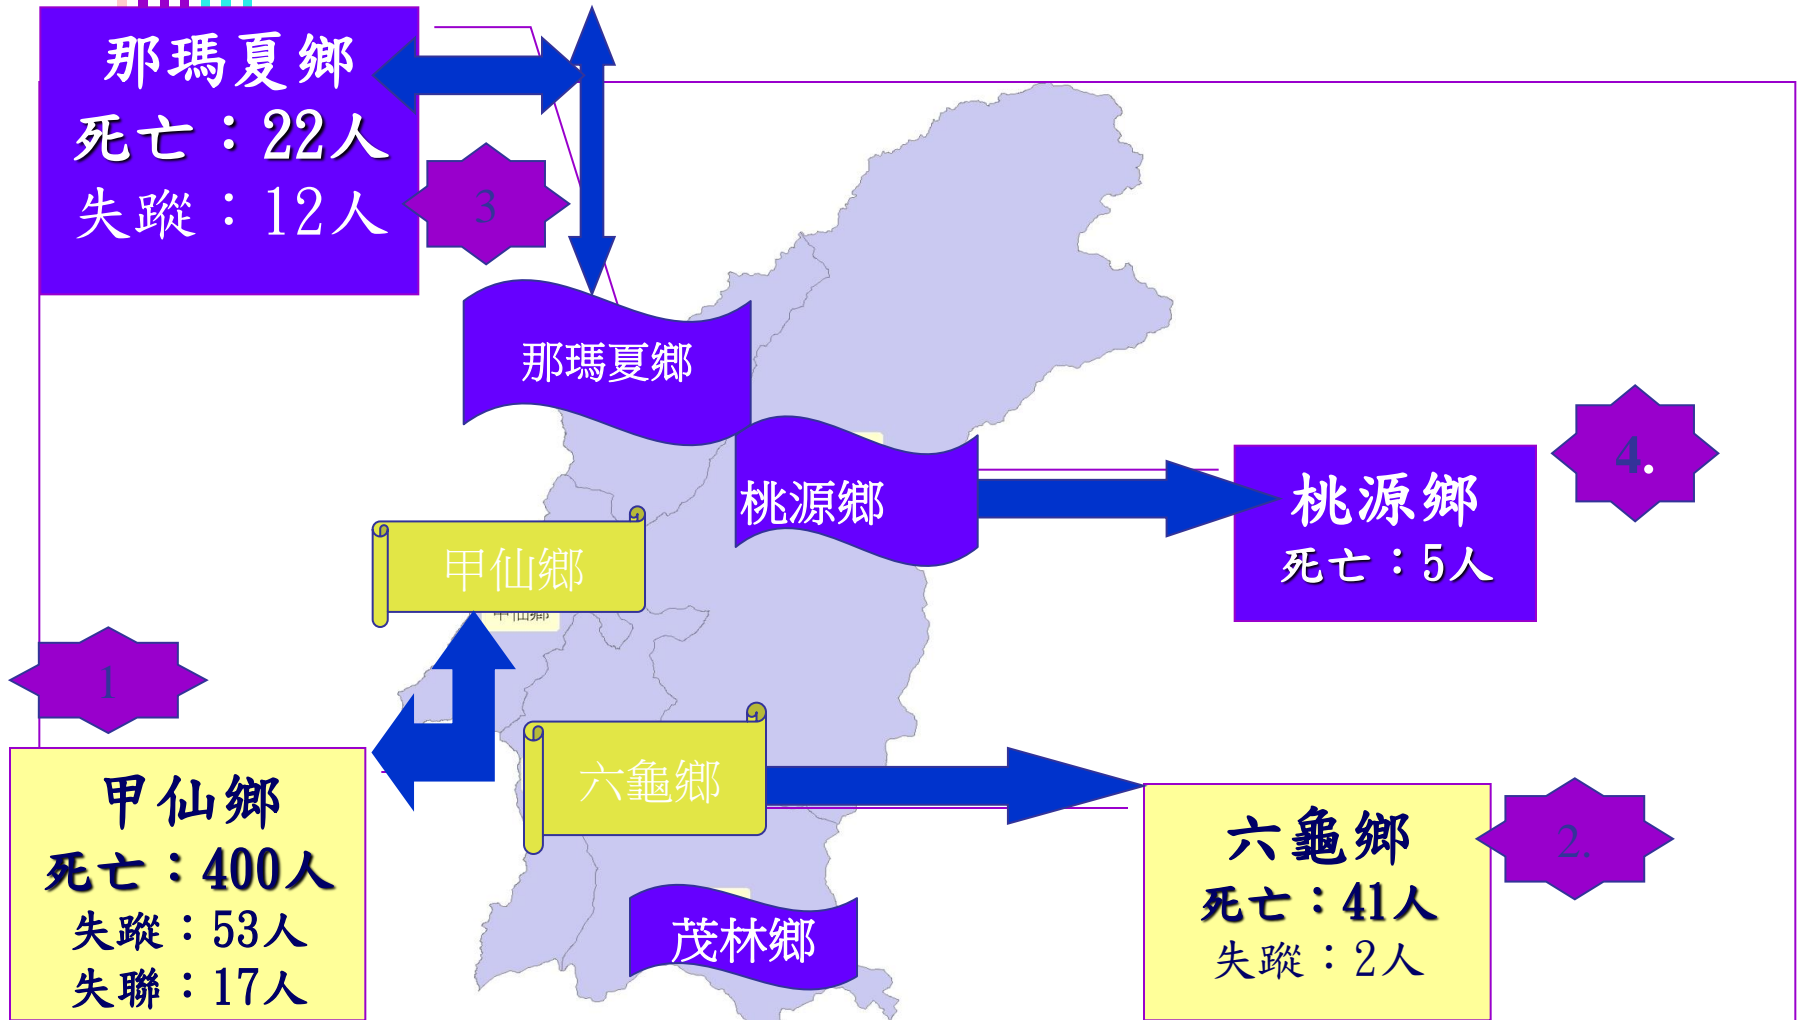 那瑪夏鄉
死亡：22人
失蹤：12人
3
那瑪夏鄉
桃源鄉
4.
桃源鄉
死亡：5人
甲仙鄉
甲仙鄉
1
甲仙鄉
死亡：400人
失蹤：53人
失聯：17人
六龜鄉
2.
六龜鄉
死亡：41人
失蹤：2人
茂林鄉